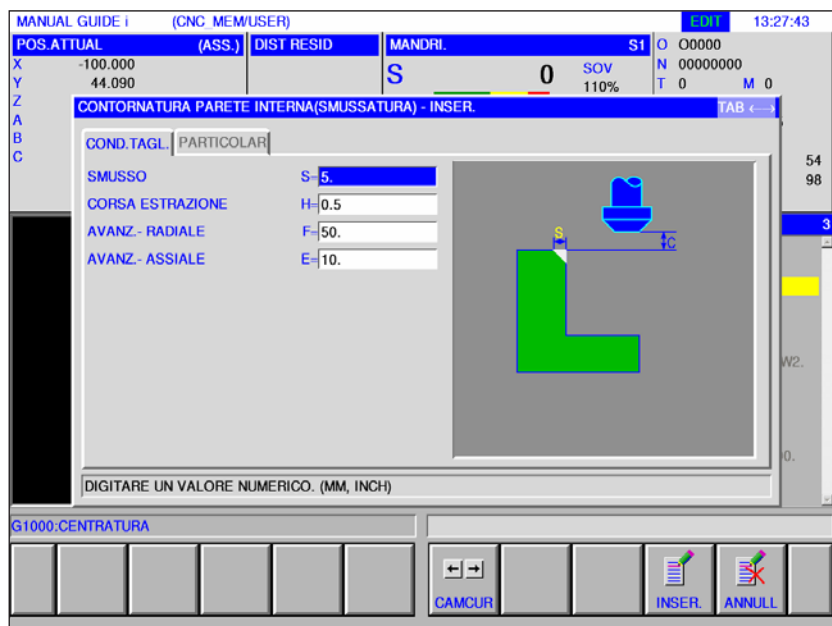 MANUAL GUIDE i (CNC_MEM/USER) EDIT 13:27:43
POS.ATTUAL (ASS.) DIST RESID MANDRI. S1 O O0000
X -100.000 S 0 SOV N 00000000
Y 44.090 110% T 0 M 0
Z
CONTORNATURA PARETE INTERNA(SMUSSATURA) - INSER. TAB ←→
A
B
COND.TAGL. PARTICOLAR
C 54
SMUSSO S= 5.
98
CORSA ESTRAZIONE H= 0.5
3
AVANZ.- RADIALE F= 50.
S
C
AVANZ.- ASSIALE E= 10.
W2.
0.
DIGITARE UN VALORE NUMERICO. (MM, INCH)
G1000:CENTRATURA
← →
CAMCUR INSER. ANNULL